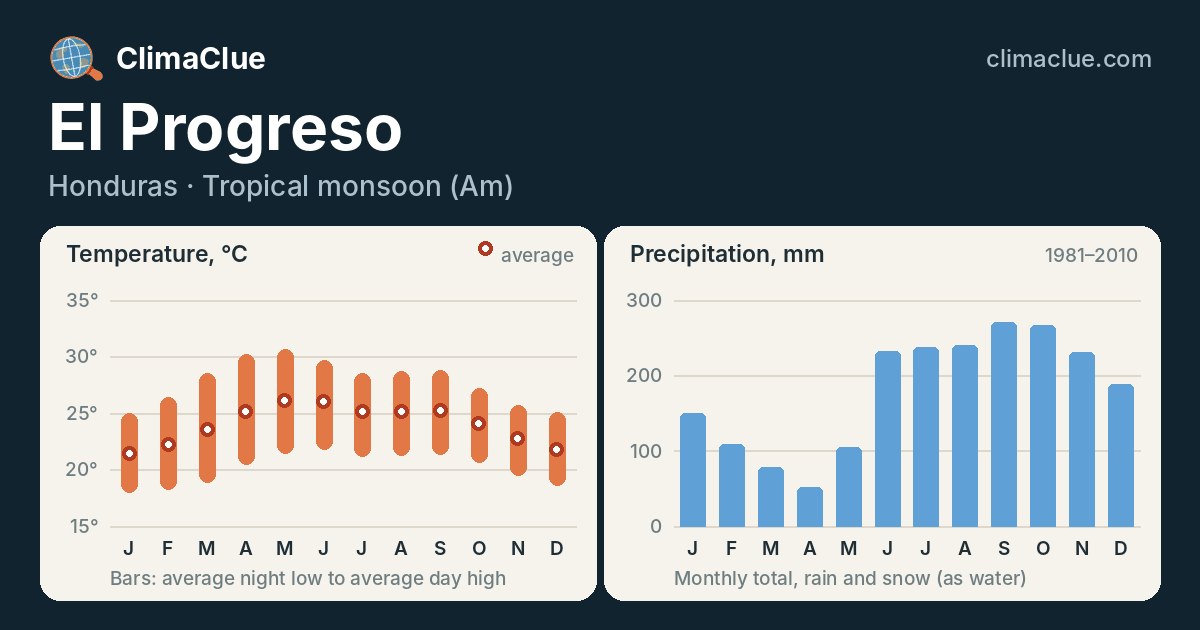 ClimaClue
climaclue.com
El Progreso
Honduras · Tropical monsoon (Am)
Temperature, °C
average
35°
30°
25°
20°
15°
J F M A M J J A S O N D
Bars: average night low to average day high
Precipitation, mm
1981–2010
300
200
100
0
J F M A M J J A S O N D
Monthly total, rain and snow (as water)